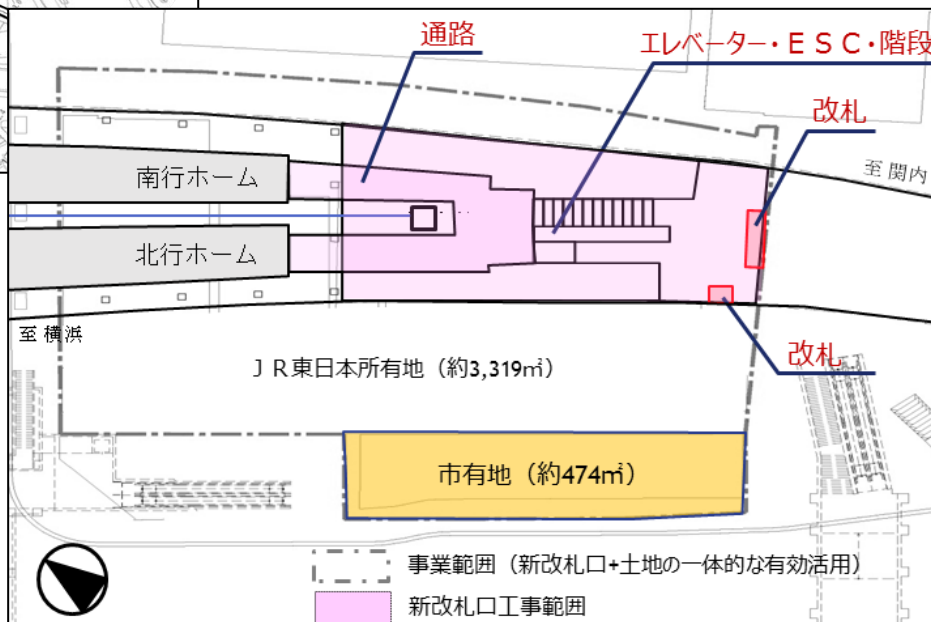 通路
エレベーター・ＥＳＣ・階段
改札
至 関内
南行ホーム
北行ホーム
至 横浜
改札
ＪＲ東日本所有地（約3,319㎡）
市有地（約474㎡）
事業範囲（新改札口+土地の一体的な有効活用）
新改札口工事範囲